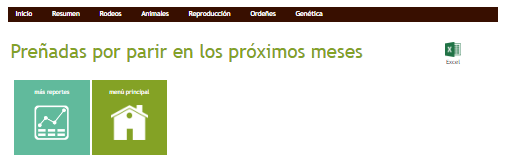 Inicio Resumen Rodeos Animales Reproducción Ordeñes Genética
Preñadas por parir en los próximos meses
Excel
más reportes menú principal